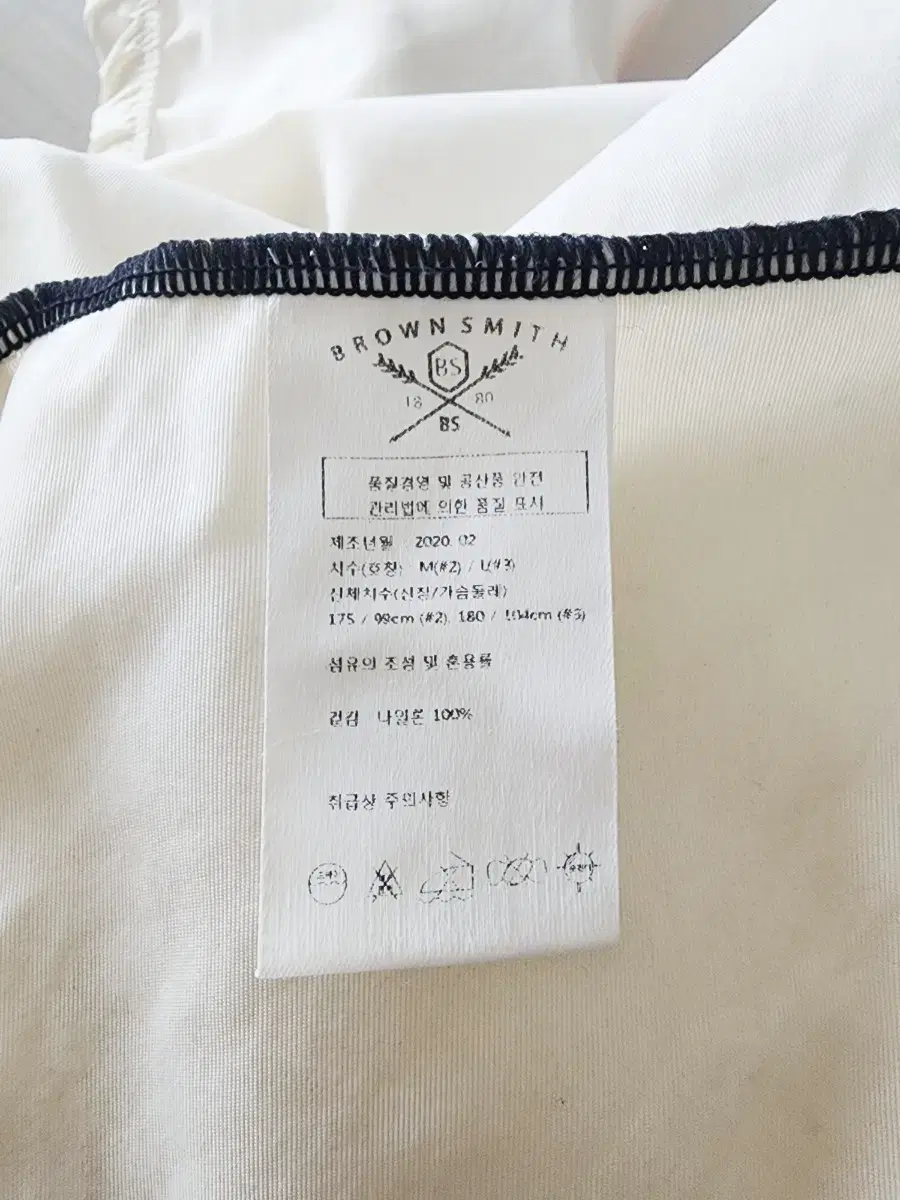 BROWN SMITH
BS
18 80
BS
품질경영 및 공산품 안전
관리법에 의한 품질 표시
제조년월 2020. 02
치수(호칭) M(#2) / L(#3)
신체치수(신장/가슴둘레)
175 / 99cm (#2), 180 / 104cm (#3)
섬유의 조성 및 혼용률
겉감 나일론 100%
취급상 주의사항
드라이